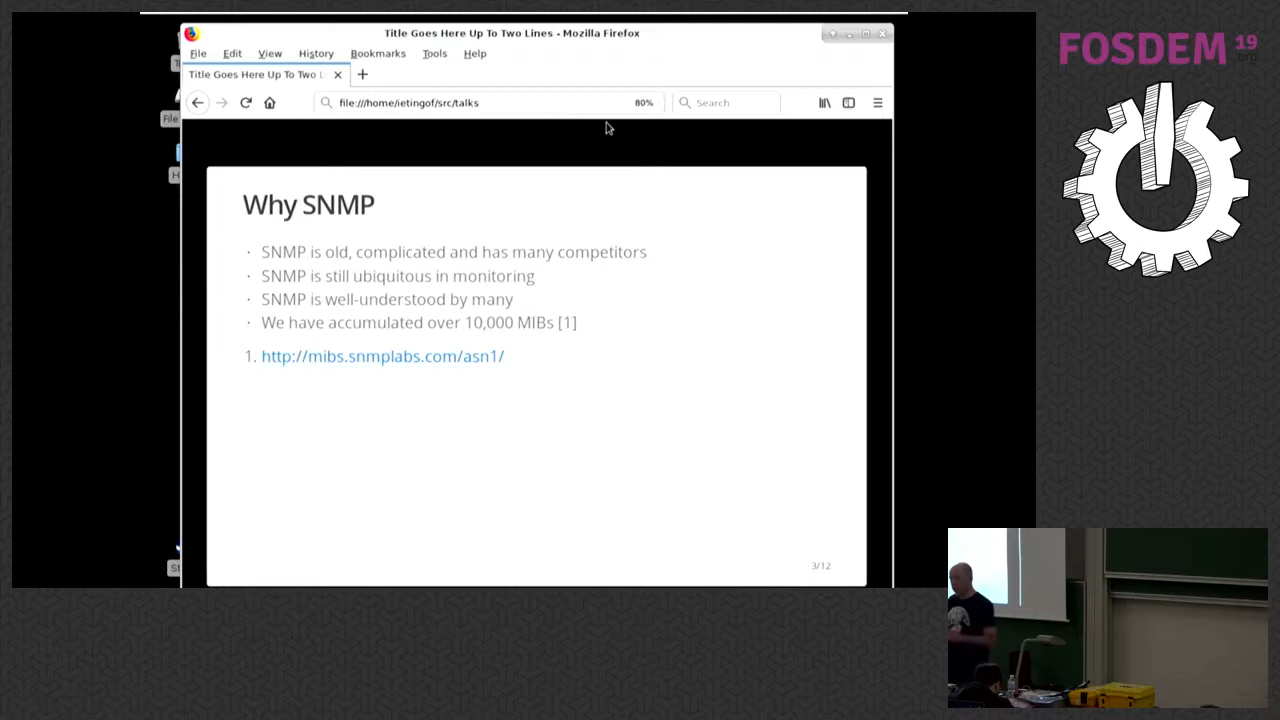 Title Goes Here Up To Two Lines - Mozilla Firefox
File Edit View History Bookmarks Tools Help
Title Goes Here Up To Two L
file:///home/ietingof/src/talks 80% Search
File
H
Why SNMP
· SNMP is old, complicated and has many competitors
· SNMP is still ubiquitous in monitoring
· SNMP is well-understood by many
· We have accumulated over 10,000 MIBs [1]
1. http://mibs.snmplabs.com/asn1/
3/12
St
FOSDEM 19
.org